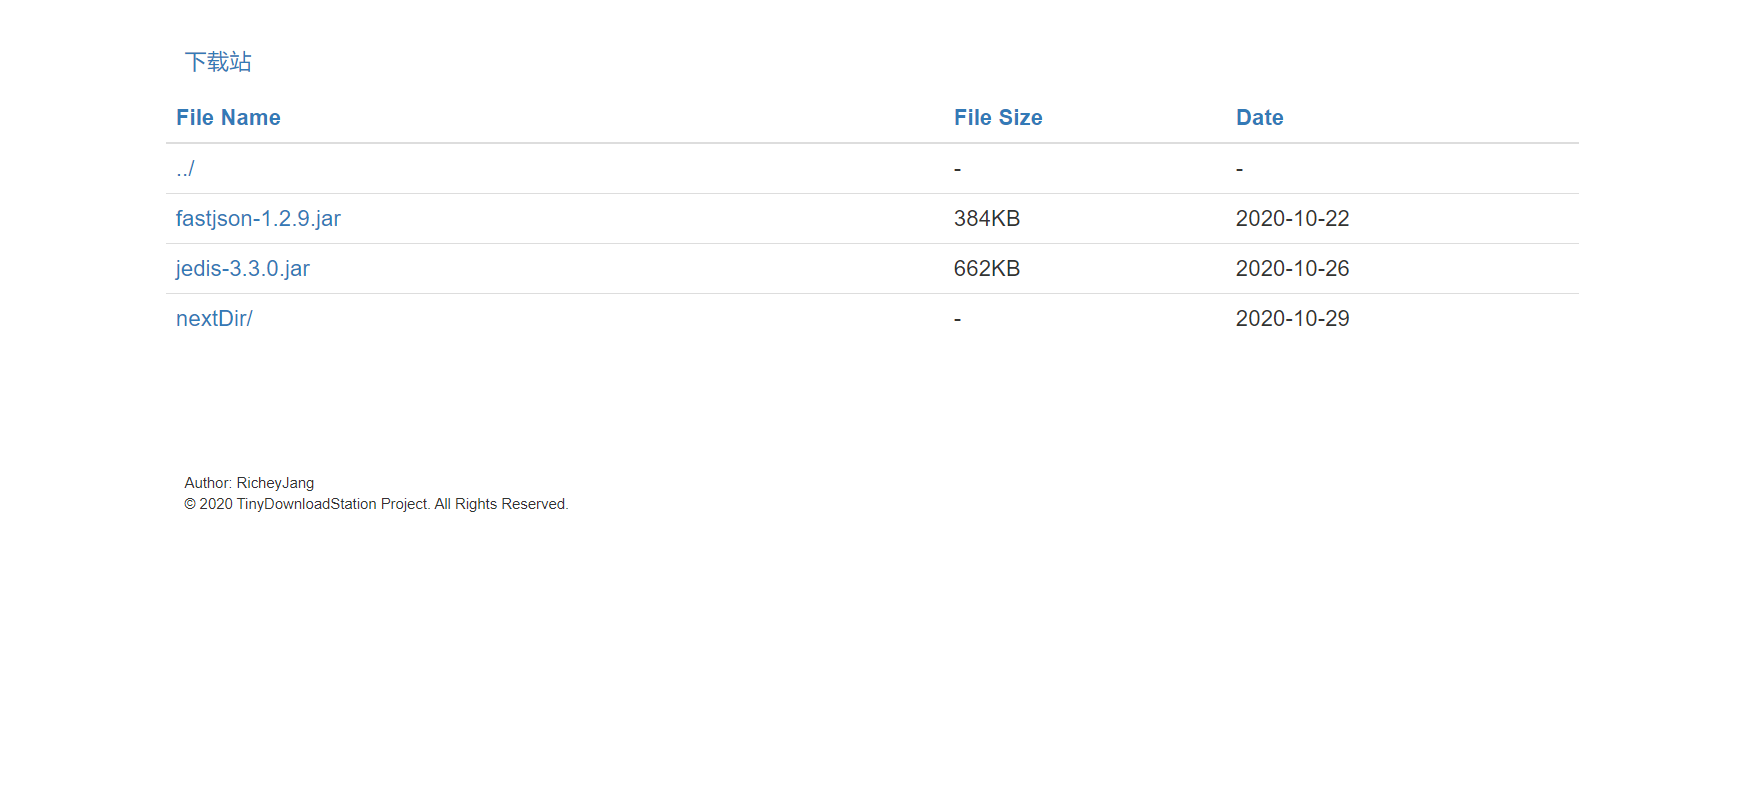 下载站
File Name File Size Date
../ - -
fastjson-1.2.9.jar 384KB 2020-10-22
jedis-3.3.0.jar 662KB 2020-10-26
nextDir/ - 2020-10-29
Author: RicheyJang
© 2020 TinyDownloadStation Project. All Rights Reserved.